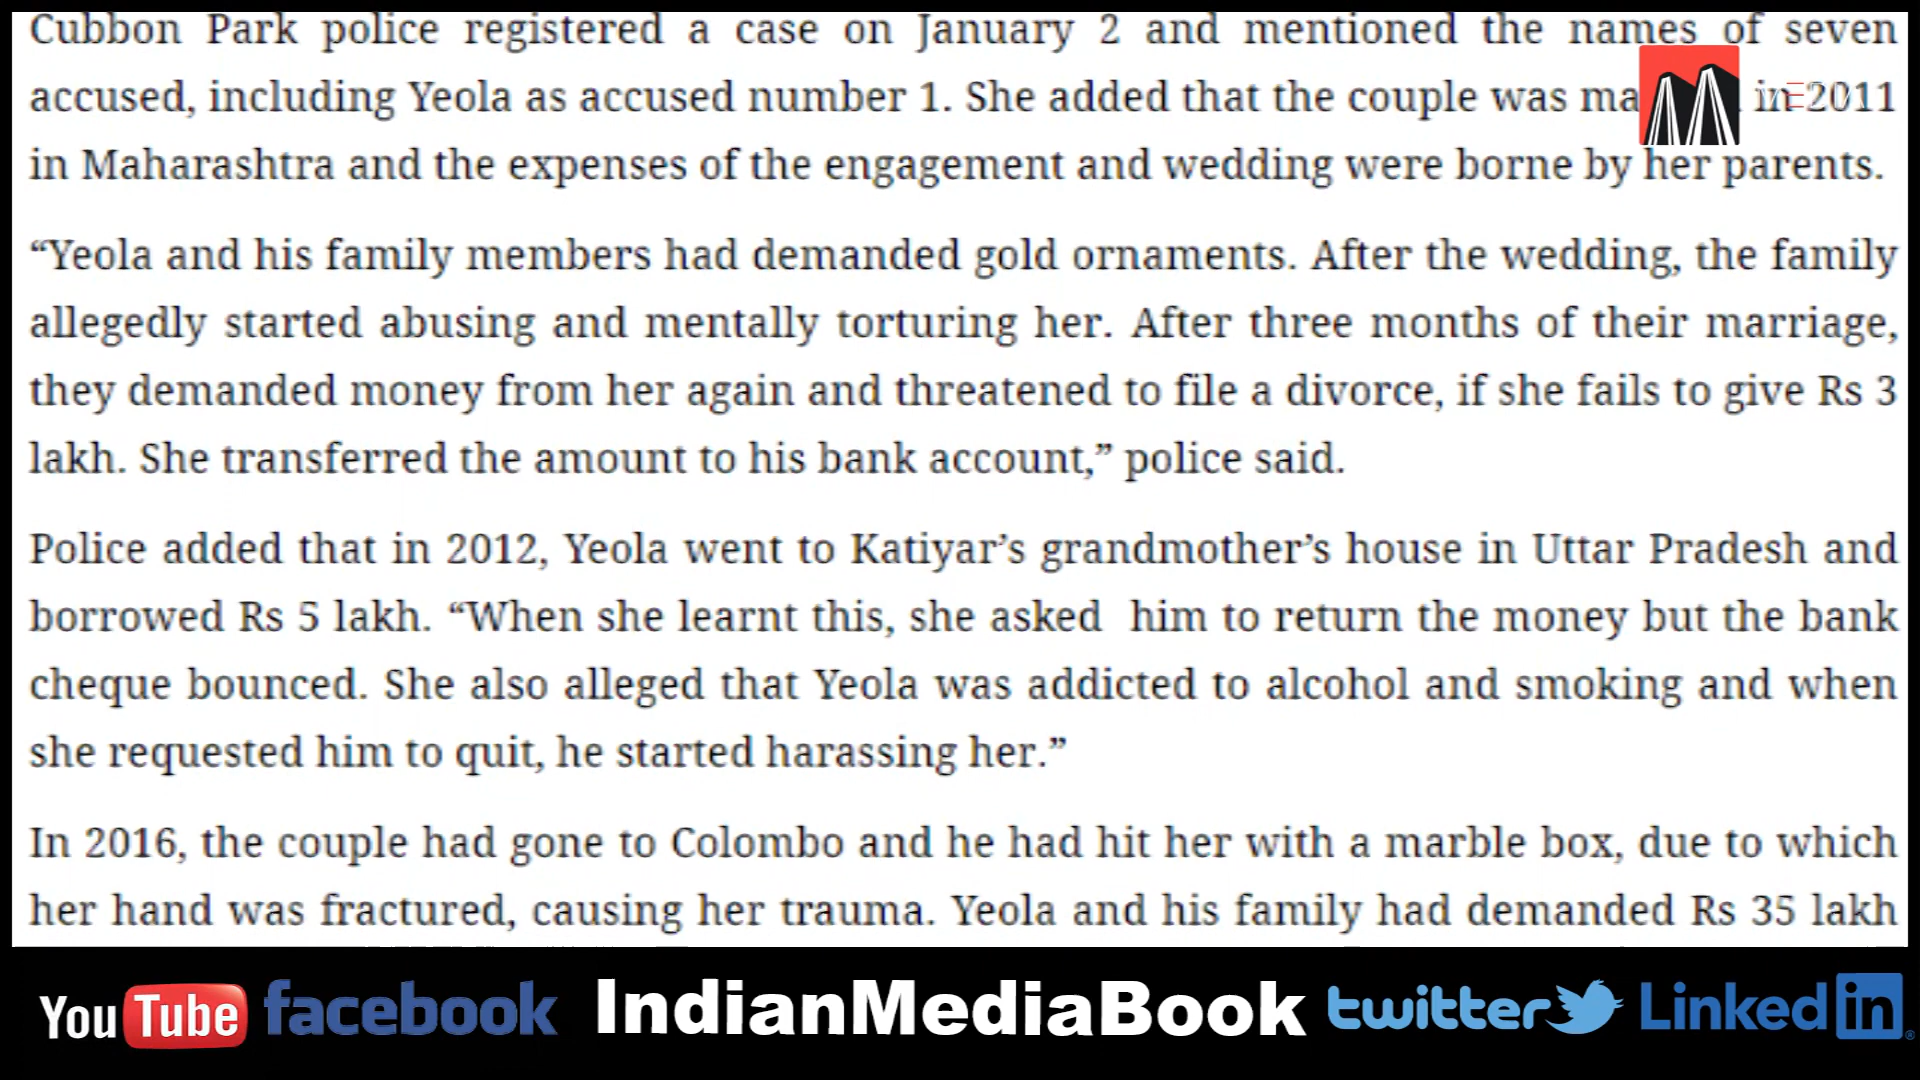 Cubbon Park police registered a case on January 2 and mentioned the names of seven
accused, including Yeola as accused number 1. She added that the couple was ma in 2011
in Maharashtra and the expenses of the engagement and wedding were borne by her parents.
“Yeola and his family members had demanded gold ornaments. After the wedding, the family
allegedly started abusing and mentally torturing her. After three months of their marriage,
they demanded money from her again and threatened to file a divorce, if she fails to give Rs 3
lakh. She transferred the amount to his bank account,” police said.
Police added that in 2012, Yeola went to Katiyar’s grandmother’s house in Uttar Pradesh and
borrowed Rs 5 lakh. “When she learnt this, she asked him to return the money but the bank
cheque bounced. She also alleged that Yeola was addicted to alcohol and smoking and when
she requested him to quit, he started harassing her.”
In 2016, the couple had gone to Colombo and he had hit her with a marble box, due to which
her hand was fractured, causing her trauma. Yeola and his family had demanded Rs 35 lakh
YouTube facebook IndianMediaBook twitter Linked in®